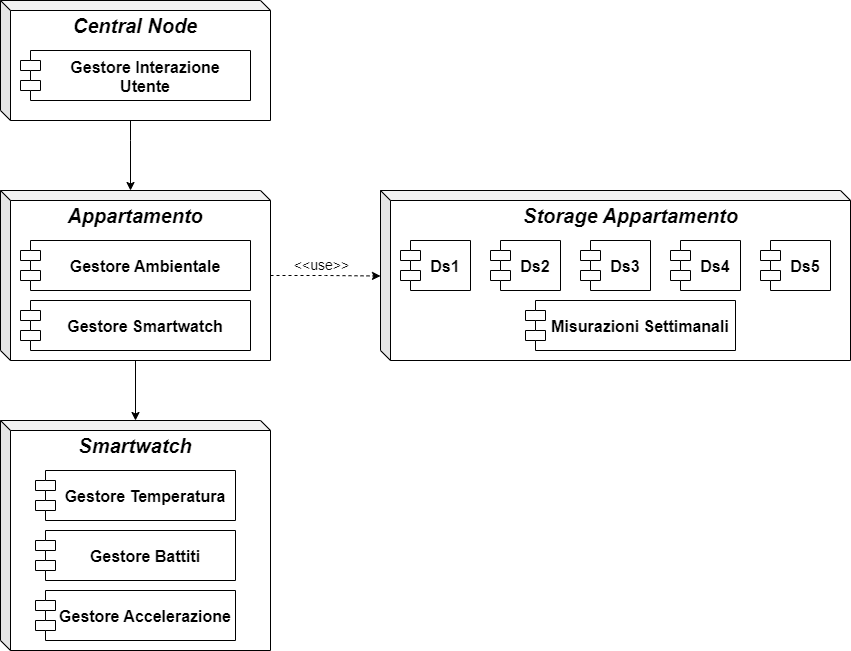 Central Node
Gestore Interazione
Utente
Appartamento
Gestore Ambientale
Gestore Smartwatch
<<use>>
Storage Appartamento
Ds1
Ds2
Ds3
Ds4
Ds5
Misurazioni Settimanali
Smartwatch
Gestore Temperatura
Gestore Battiti
Gestore Accelerazione